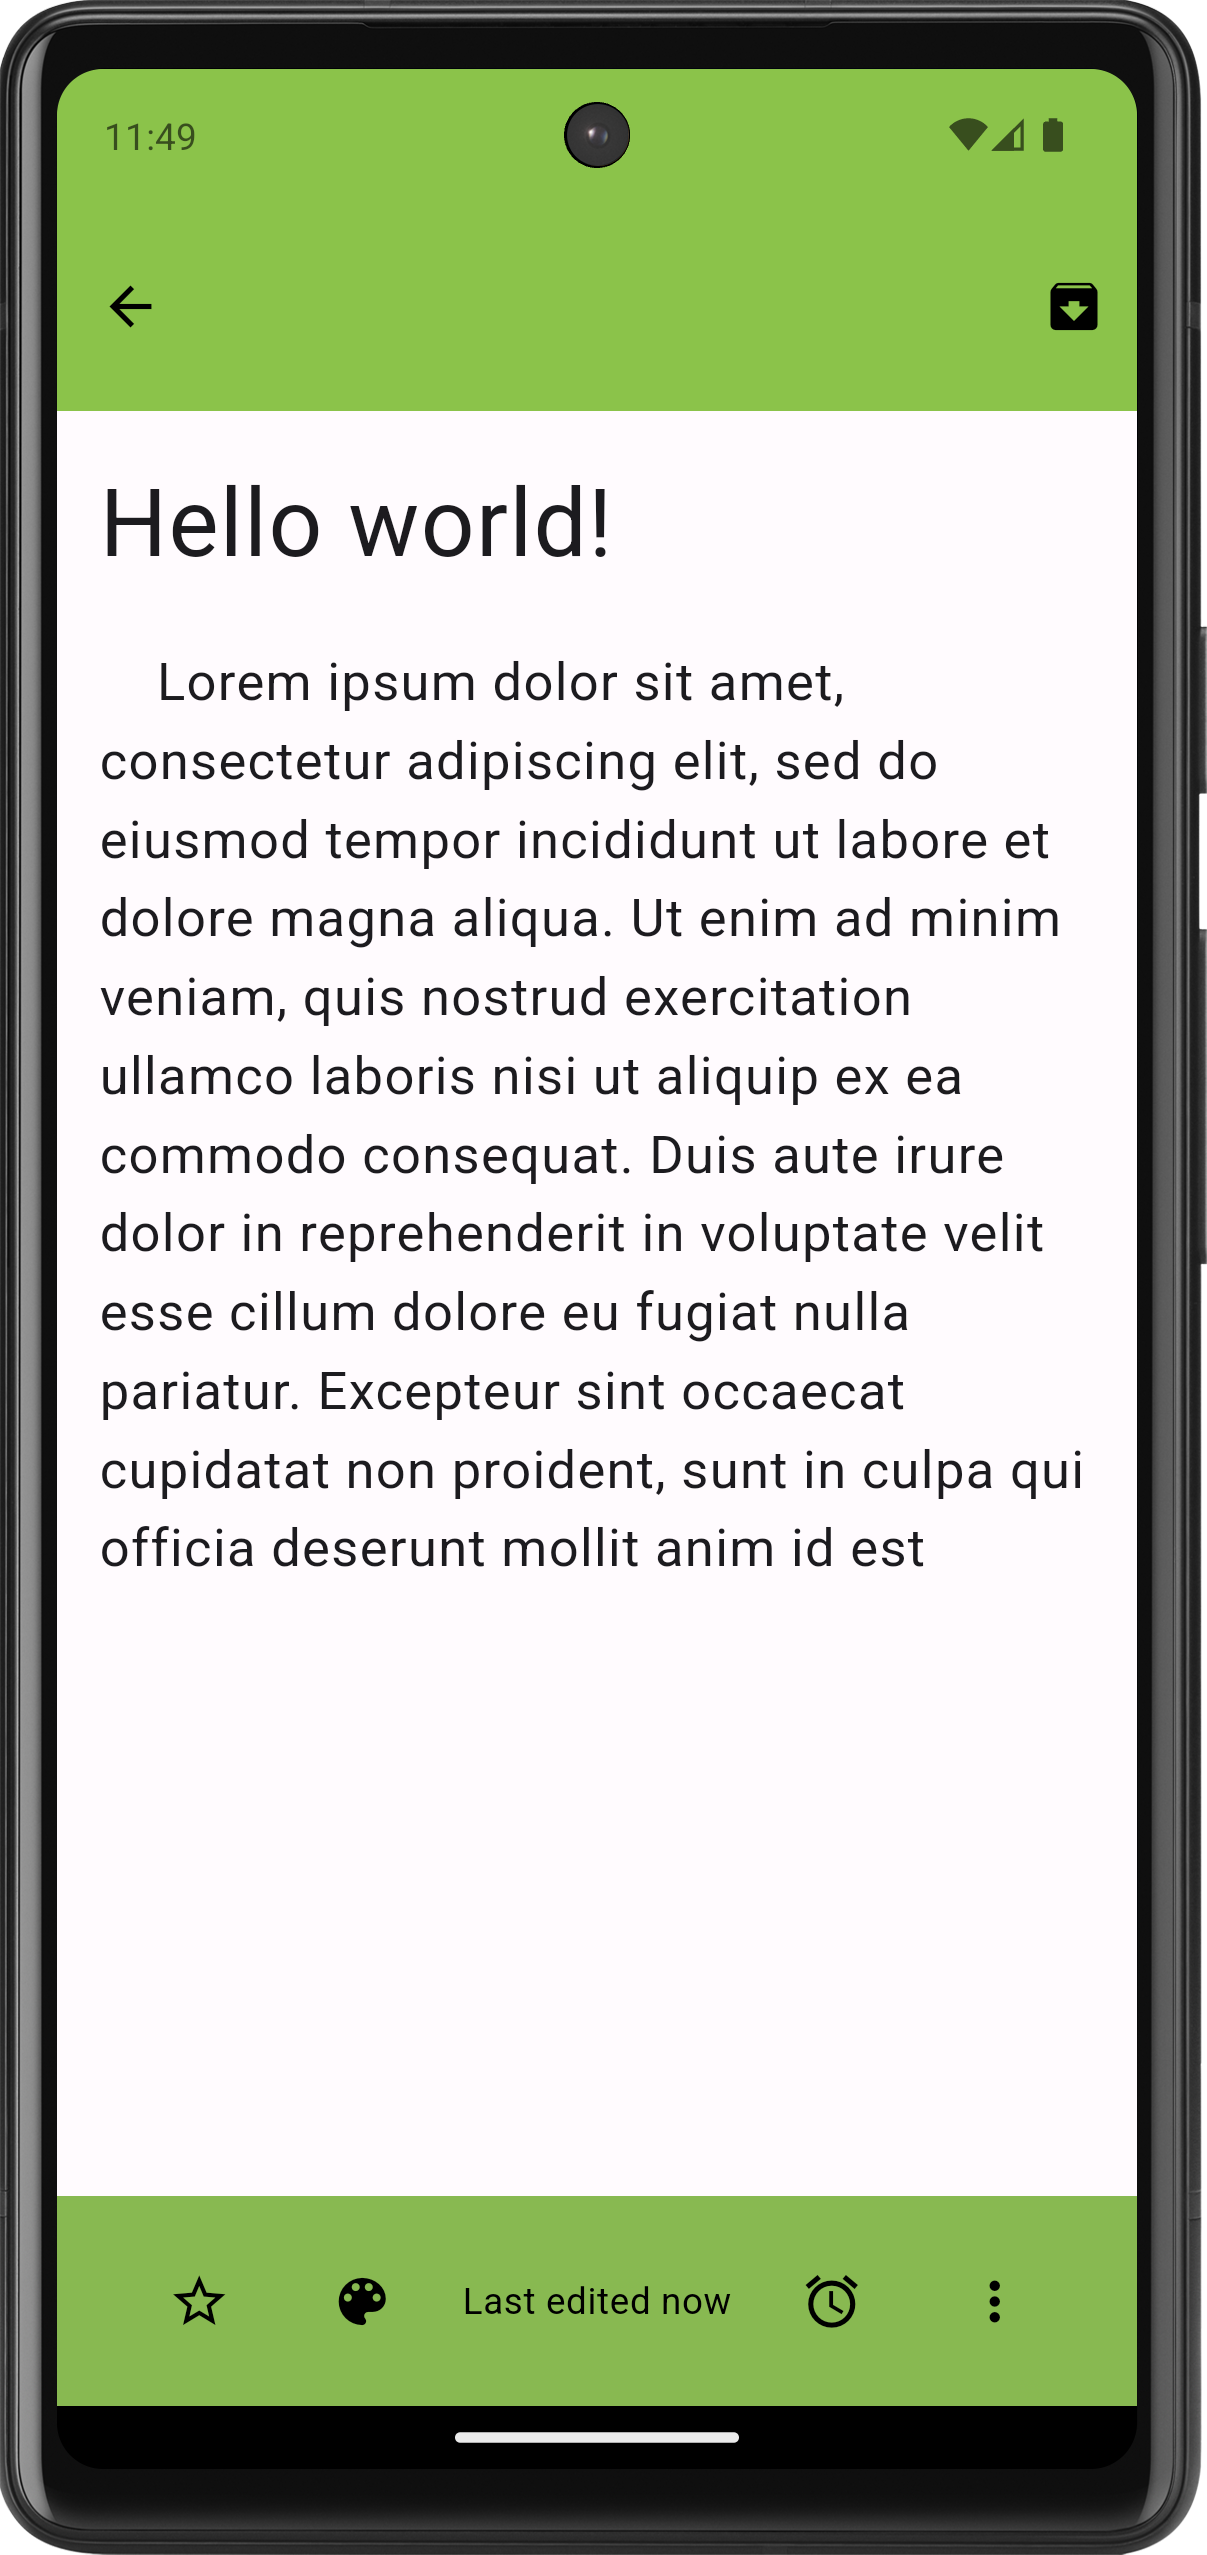 11:49
Hello world!
Lorem ipsum dolor sit amet,
consectetur adipiscing elit, sed do
eiusmod tempor incididunt ut labore et
dolore magna aliqua. Ut enim ad minim
veniam, quis nostrud exercitation
ullamco laboris nisi ut aliquip ex ea
commodo consequat. Duis aute irure
dolor in reprehenderit in voluptate velit
esse cillum dolore eu fugiat nulla
pariatur. Excepteur sint occaecat
cupidatat non proident, sunt in culpa qui
officia deserunt mollit anim id est
Last edited now